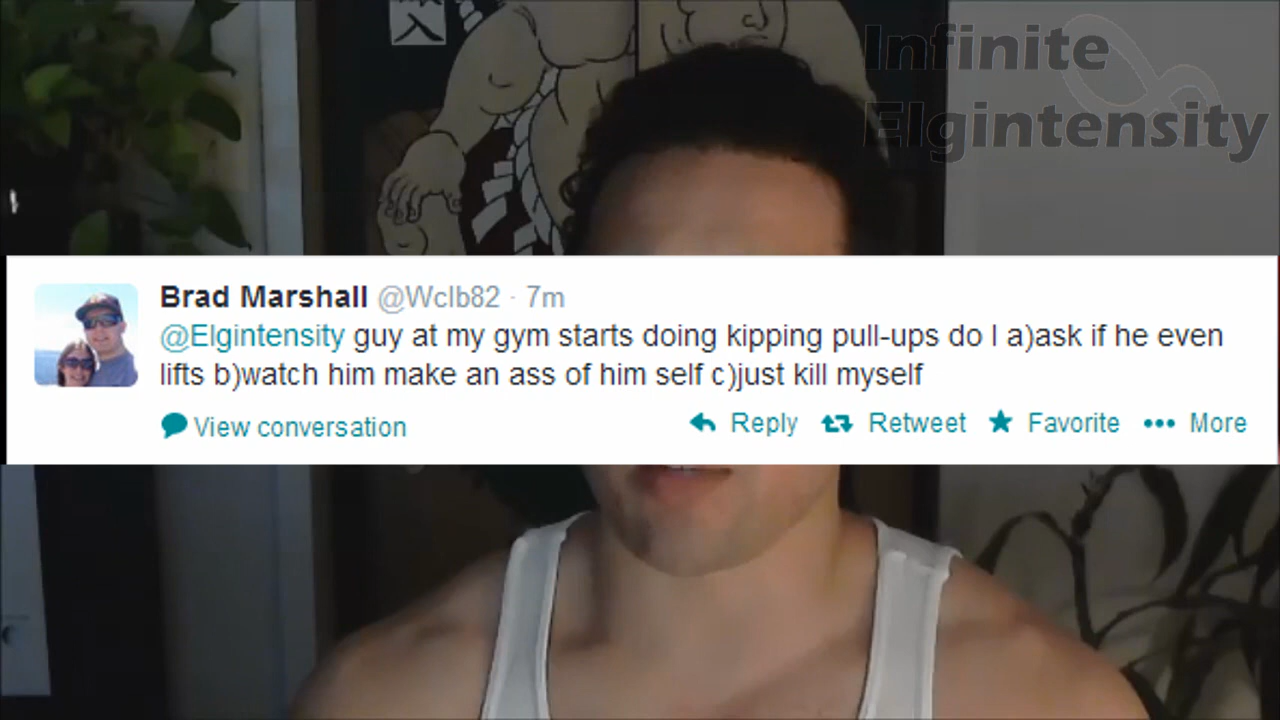 入
Infinite
Elgintensity
Brad Marshall @Wclb82 · 7m
@Elgintensity guy at my gym starts doing kipping pull-ups do I a)ask if he even
lifts b)watch him make an ass of him self c)just kill myself
View conversation Reply Retweet Favorite More